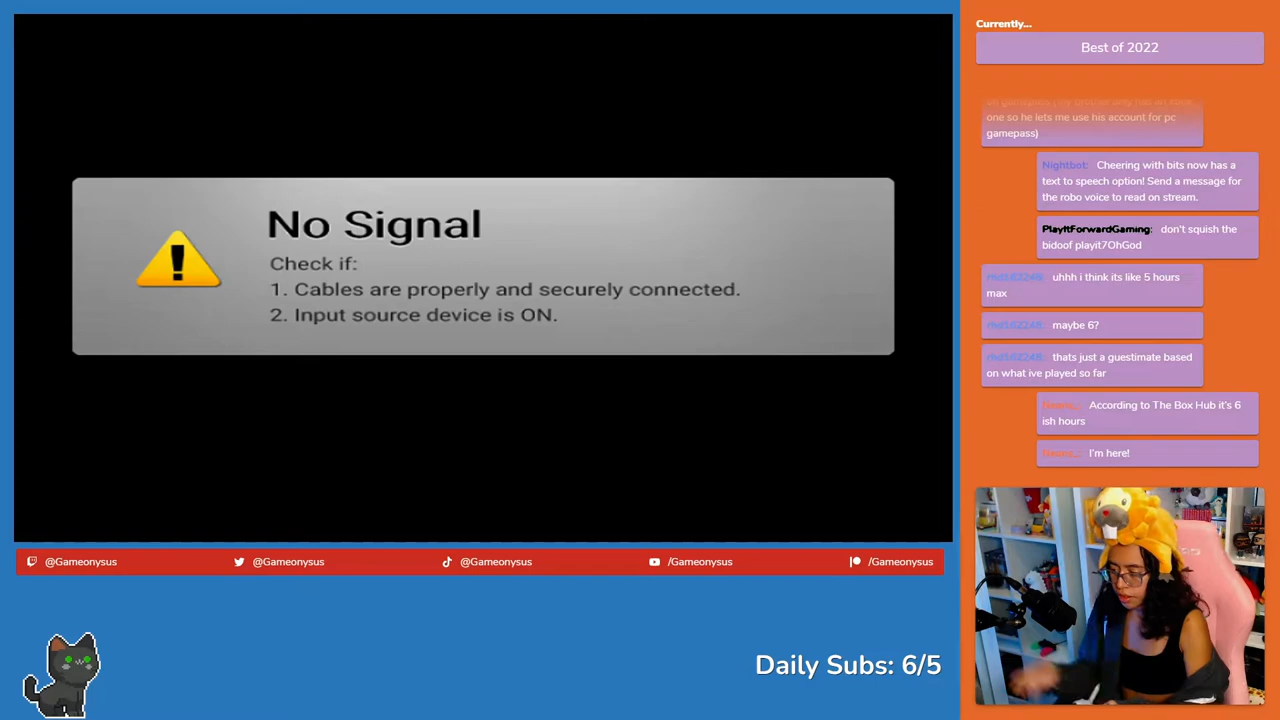 Currently...
Best of 2022
one so he lets me use his account for pc
gamepass)
Nightbot: Cheering with bits now has a
text to speech option! Send a message for
the robo voice to read on stream.
PlayItForwardGaming: don't squish the
bidoof playit7OhGod
uhhh i think its like 5 hours
max
maybe 6?
thats just a guestimate based
on what ive played so far
According to The Box Hub it's 6
ish hours
I'm here!
No Signal
Check if:
1. Cables are properly and securely connected.
2. Input source device is ON.
@Gameonysus
@Gameonysus
@Gameonysus
/Gameonysus
/Gameonysus
Daily Subs: 6/5